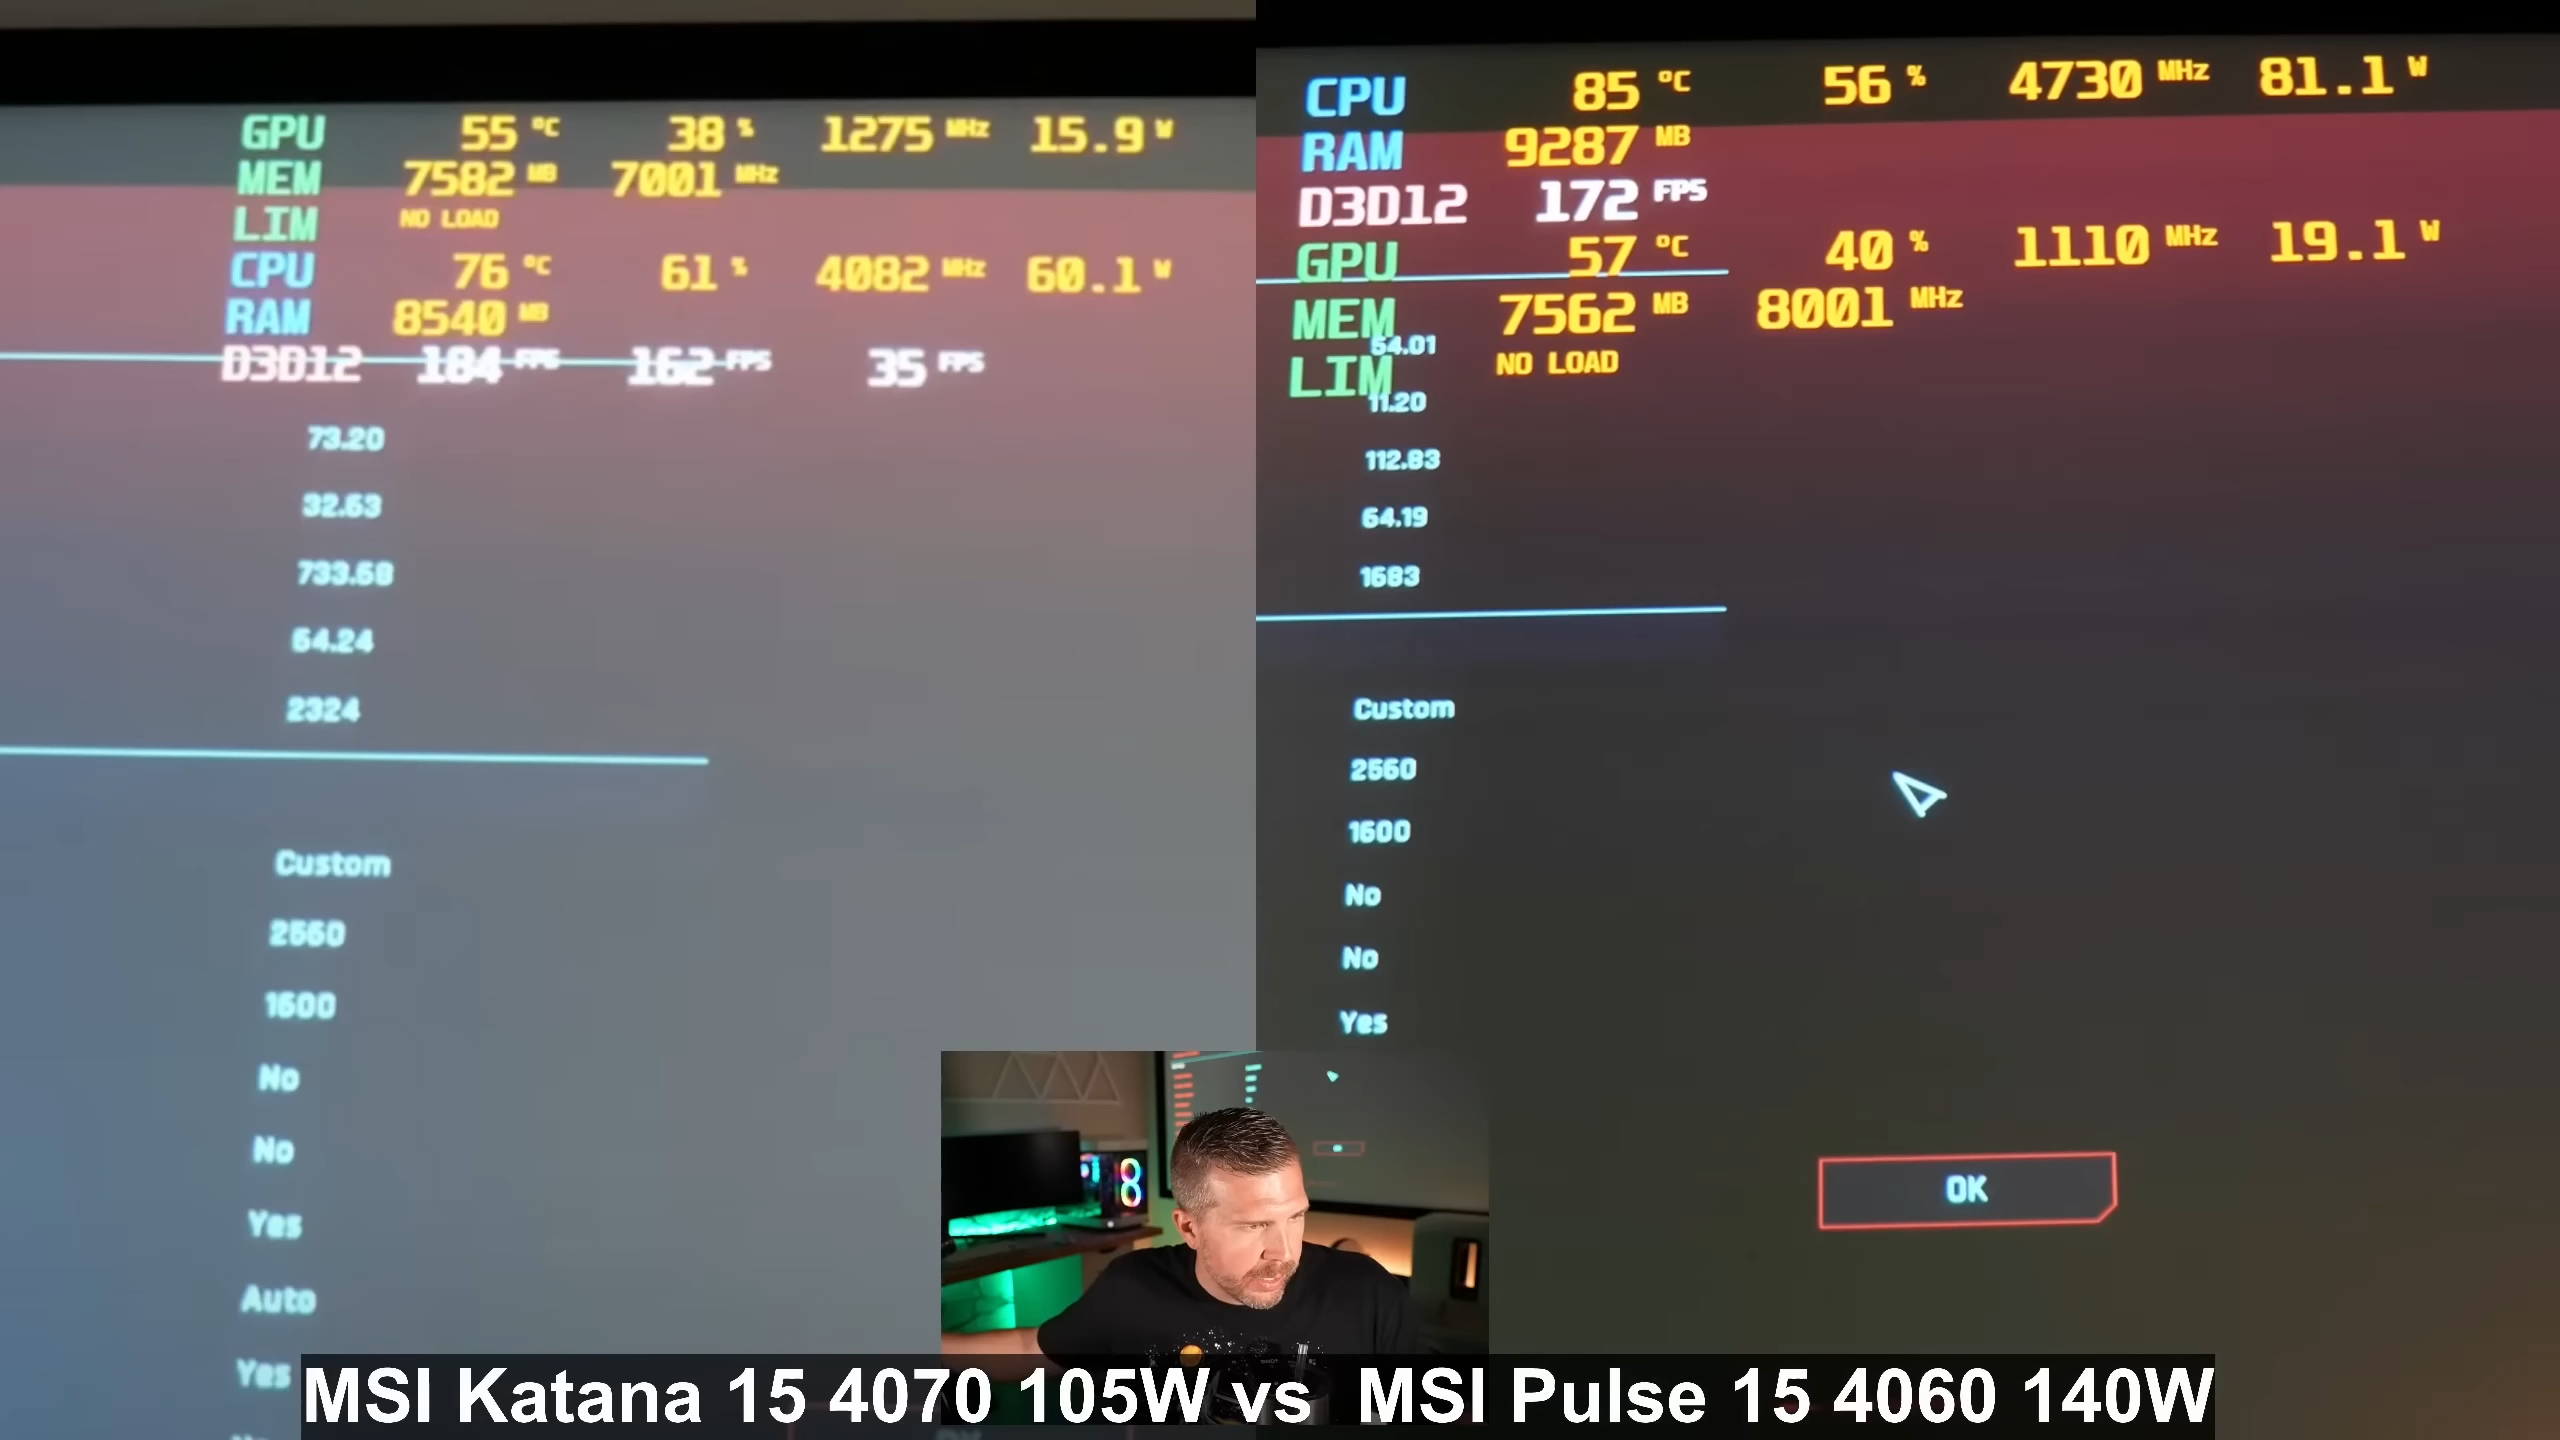 GPU 55 °C 38 % 1275 MHz 15.9 W
MEM 7582 MB 7001 MHz
LIM NO LOAD
CPU 76 °C 61 % 4082 MHz 60.1 W
RAM 8540 MB
D3D12 184 FPS 162 FPS 35 FPS
73.20
32.63
733.58
64.24
2324
Custom
2560
1600
No
No
Yes
Auto
Yes
CPU 85 °C 56 % 4730 MHz 81.1 W
RAM 9287 MB
D3D12 172 FPS
GPU 57 °C 40 % 1110 MHz 19.1 W
MEM 7562 MB 8001 MHz
54.01
LIM NO LOAD
11.20
112.83
64.19
1683
Custom
2560
1600
No
No
Yes
OK
MSI Katana 15 4070 105W vs MSI Pulse 15 4060 140W